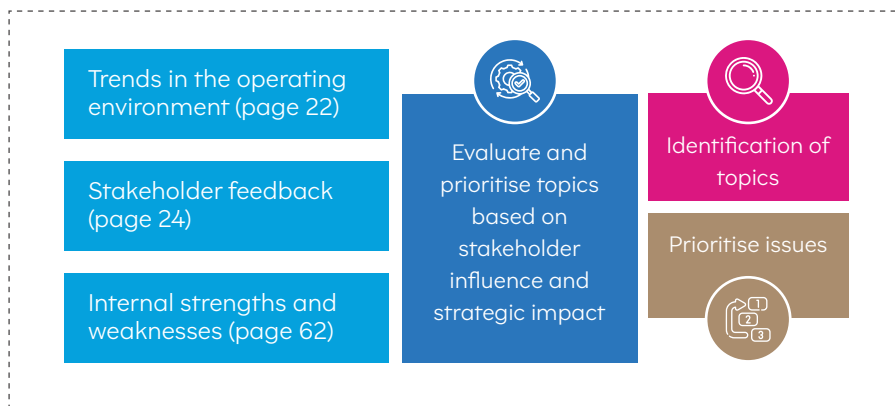 Trends in the operating
environment (page 22)
Stakeholder feedback
(page 24)
Internal strengths and
weaknesses (page 62)
Evaluate and
prioritise topics
based on
stakeholder
influence and
strategic impact
Identification of
topics
Prioritise issues
1
2
3